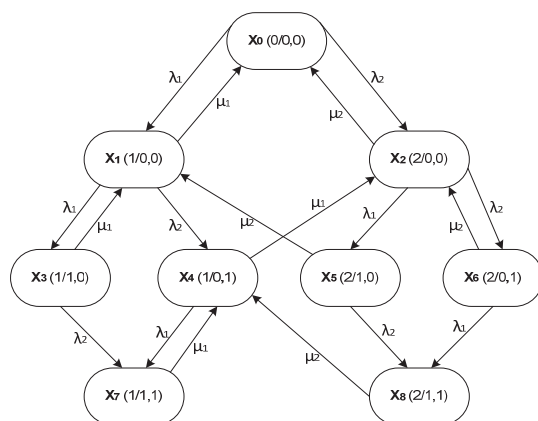 X₀ (0/0,0)
λ₁
μ₁
μ₂
λ₂
X₁ (1/0,0)
X₂ (2/0,0)
λ₁
μ₁
λ₂
μ₂
μ₁
λ₁
μ₂
λ₂
X₃ (1/1,0)
X₄ (1/0,1)
X₅ (2/1,0)
X₆ (2/0,1)
λ₂
λ₁
μ₁
μ₂
λ₂
λ₁
X₇ (1/1,1)
X₈ (2/1,1)